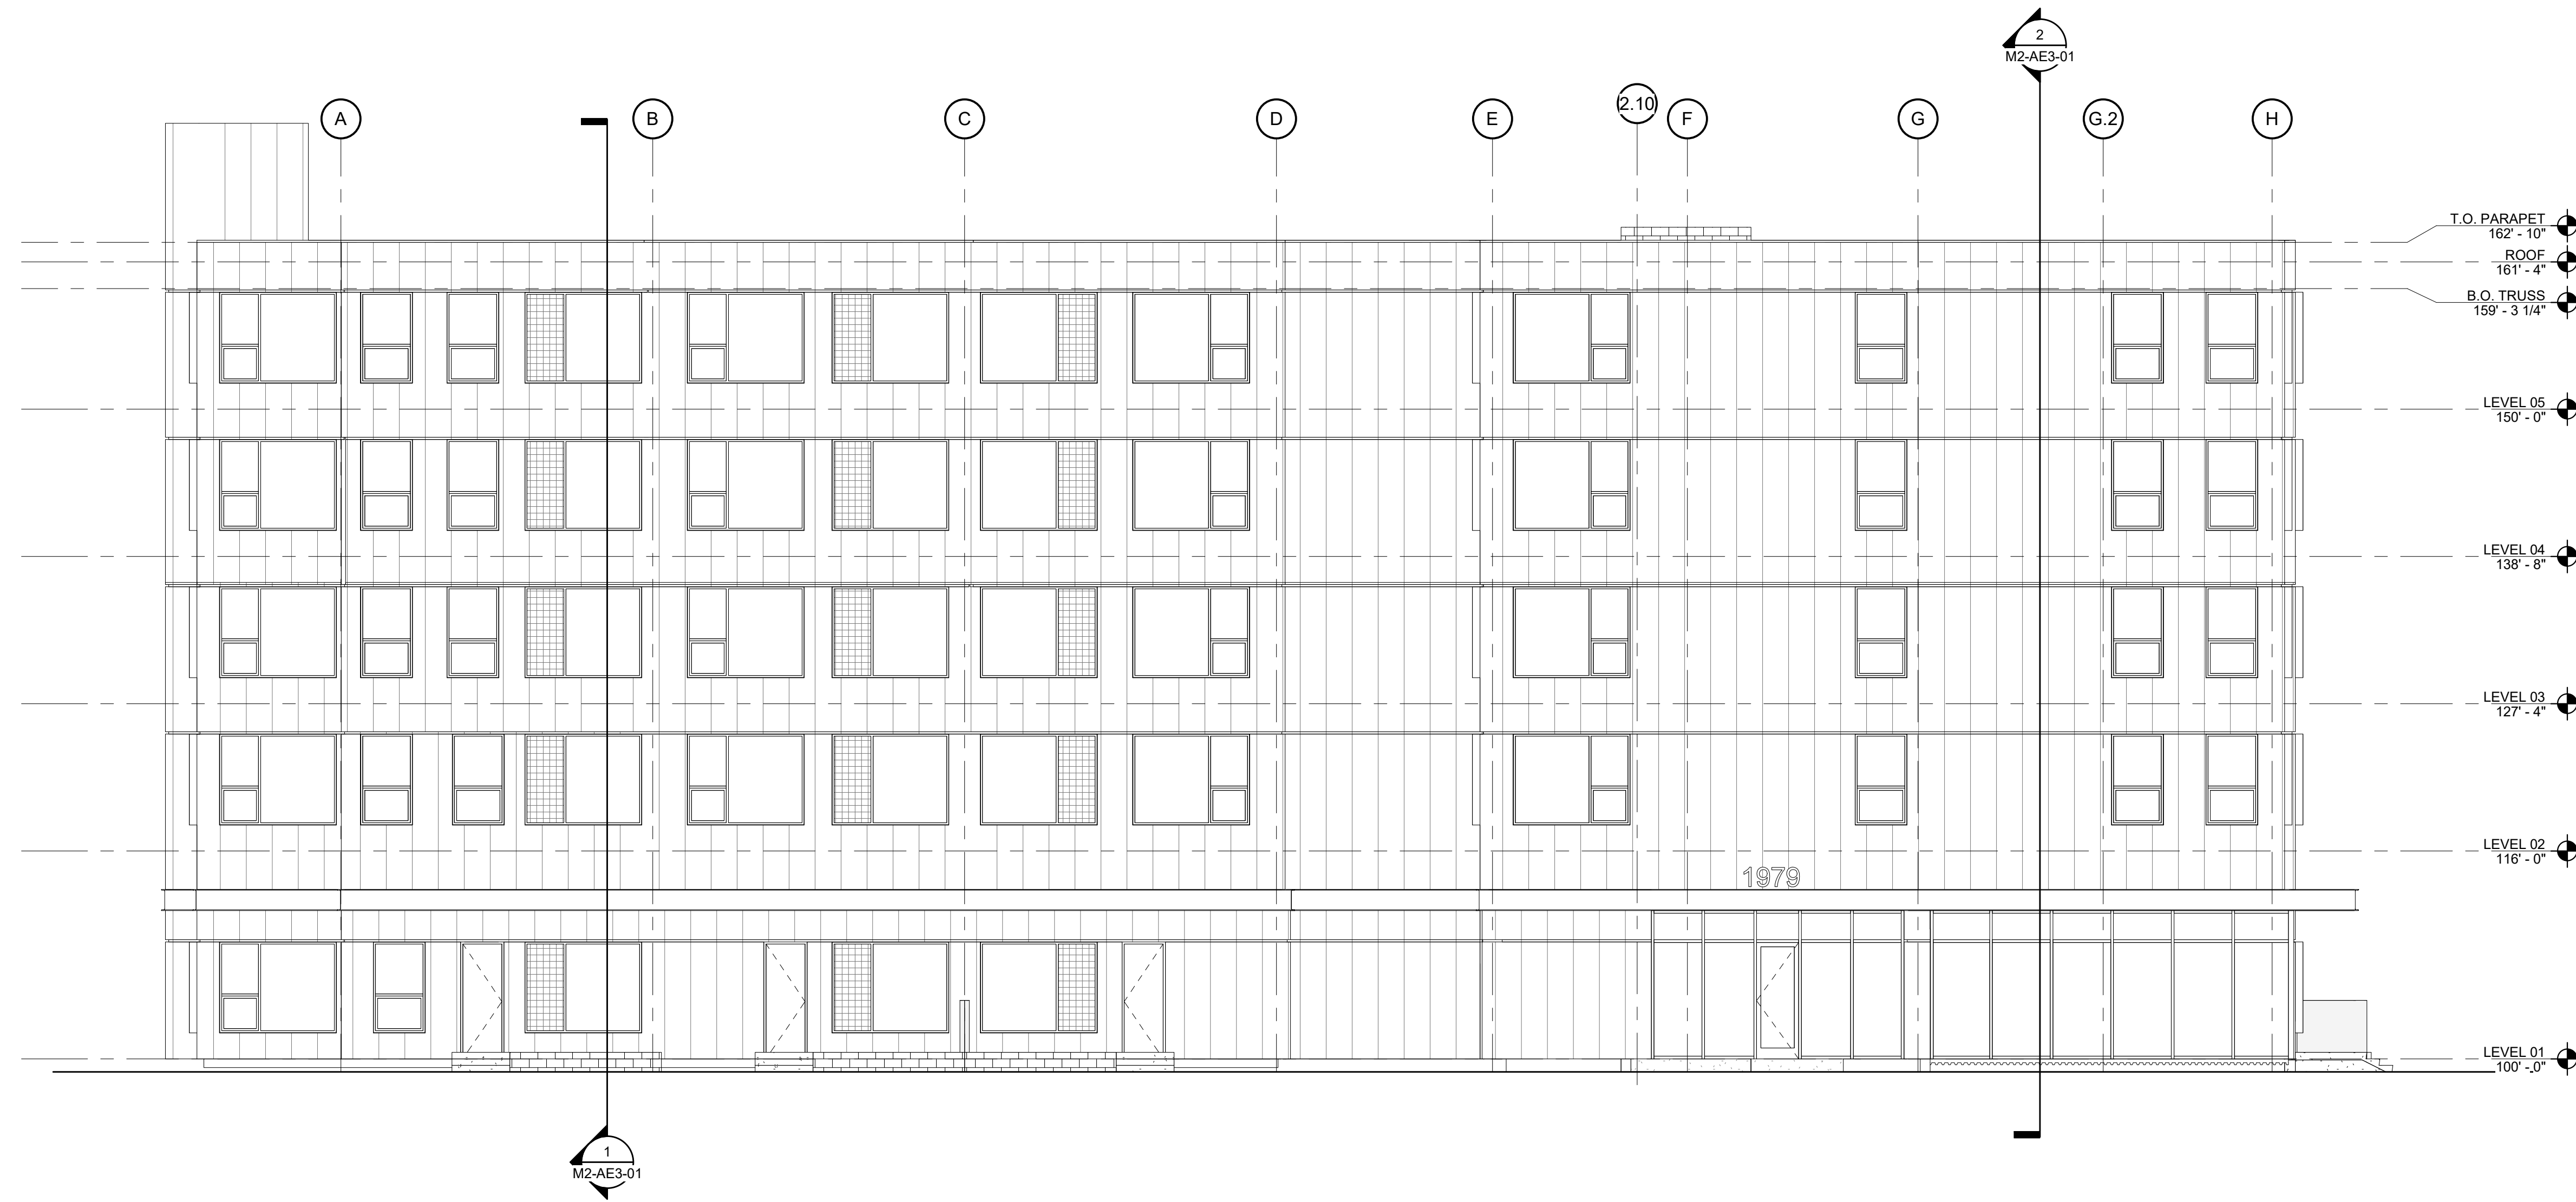 2
M2-AE3-01
A
B
C
D
E
2.10
F
G
G.2
H
T.O. PARAPET
162' - 10"
ROOF
161' - 4"
B.O. TRUSS
159' - 3 1/4"
LEVEL 05
150' - 0"
LEVEL 04
138' - 8"
LEVEL 03
127' - 4"
LEVEL 02
116' - 0"
1979
LEVEL 01
100' - 0"
1
M2-AE3-01